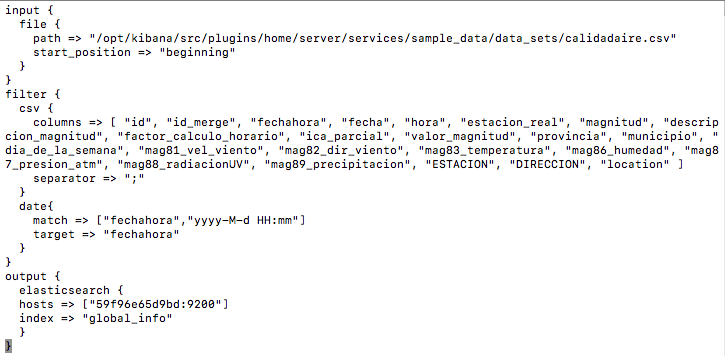 input {
  file {
    path => "/opt/kibana/src/plugins/home/server/services/sample_data/data_sets/calidadaire.csv"
    start_position => "beginning"
  }
}
filter {
  csv {
    columns => [ "id", "id_merge", "fechahora", "fecha", "hora", "estacion_real", "magnitud", "descrip
cion_magnitud", "factor_calculo_horario", "ica_parcial", "valor_magnitud", "provincia", "municipio", "
dia_de_la_semana", "mag81_vel_viento", "mag82_dir_viento", "mag83_temperatura", "mag86_humedad", "mag8
7_presion_atm", "mag88_radiacionUV", "mag89_precipitacion", "ESTACION", "DIRECCION", "location" ]
    separator => ";"
  }
  date{
    match => ["fechahora","yyyy-M-d HH:mm"]
    target => "fechahora"
  }
}
output {
  elasticsearch {
  hosts => ["59f96e65d9bd:9200"]
  index => "global_info"
  }
}